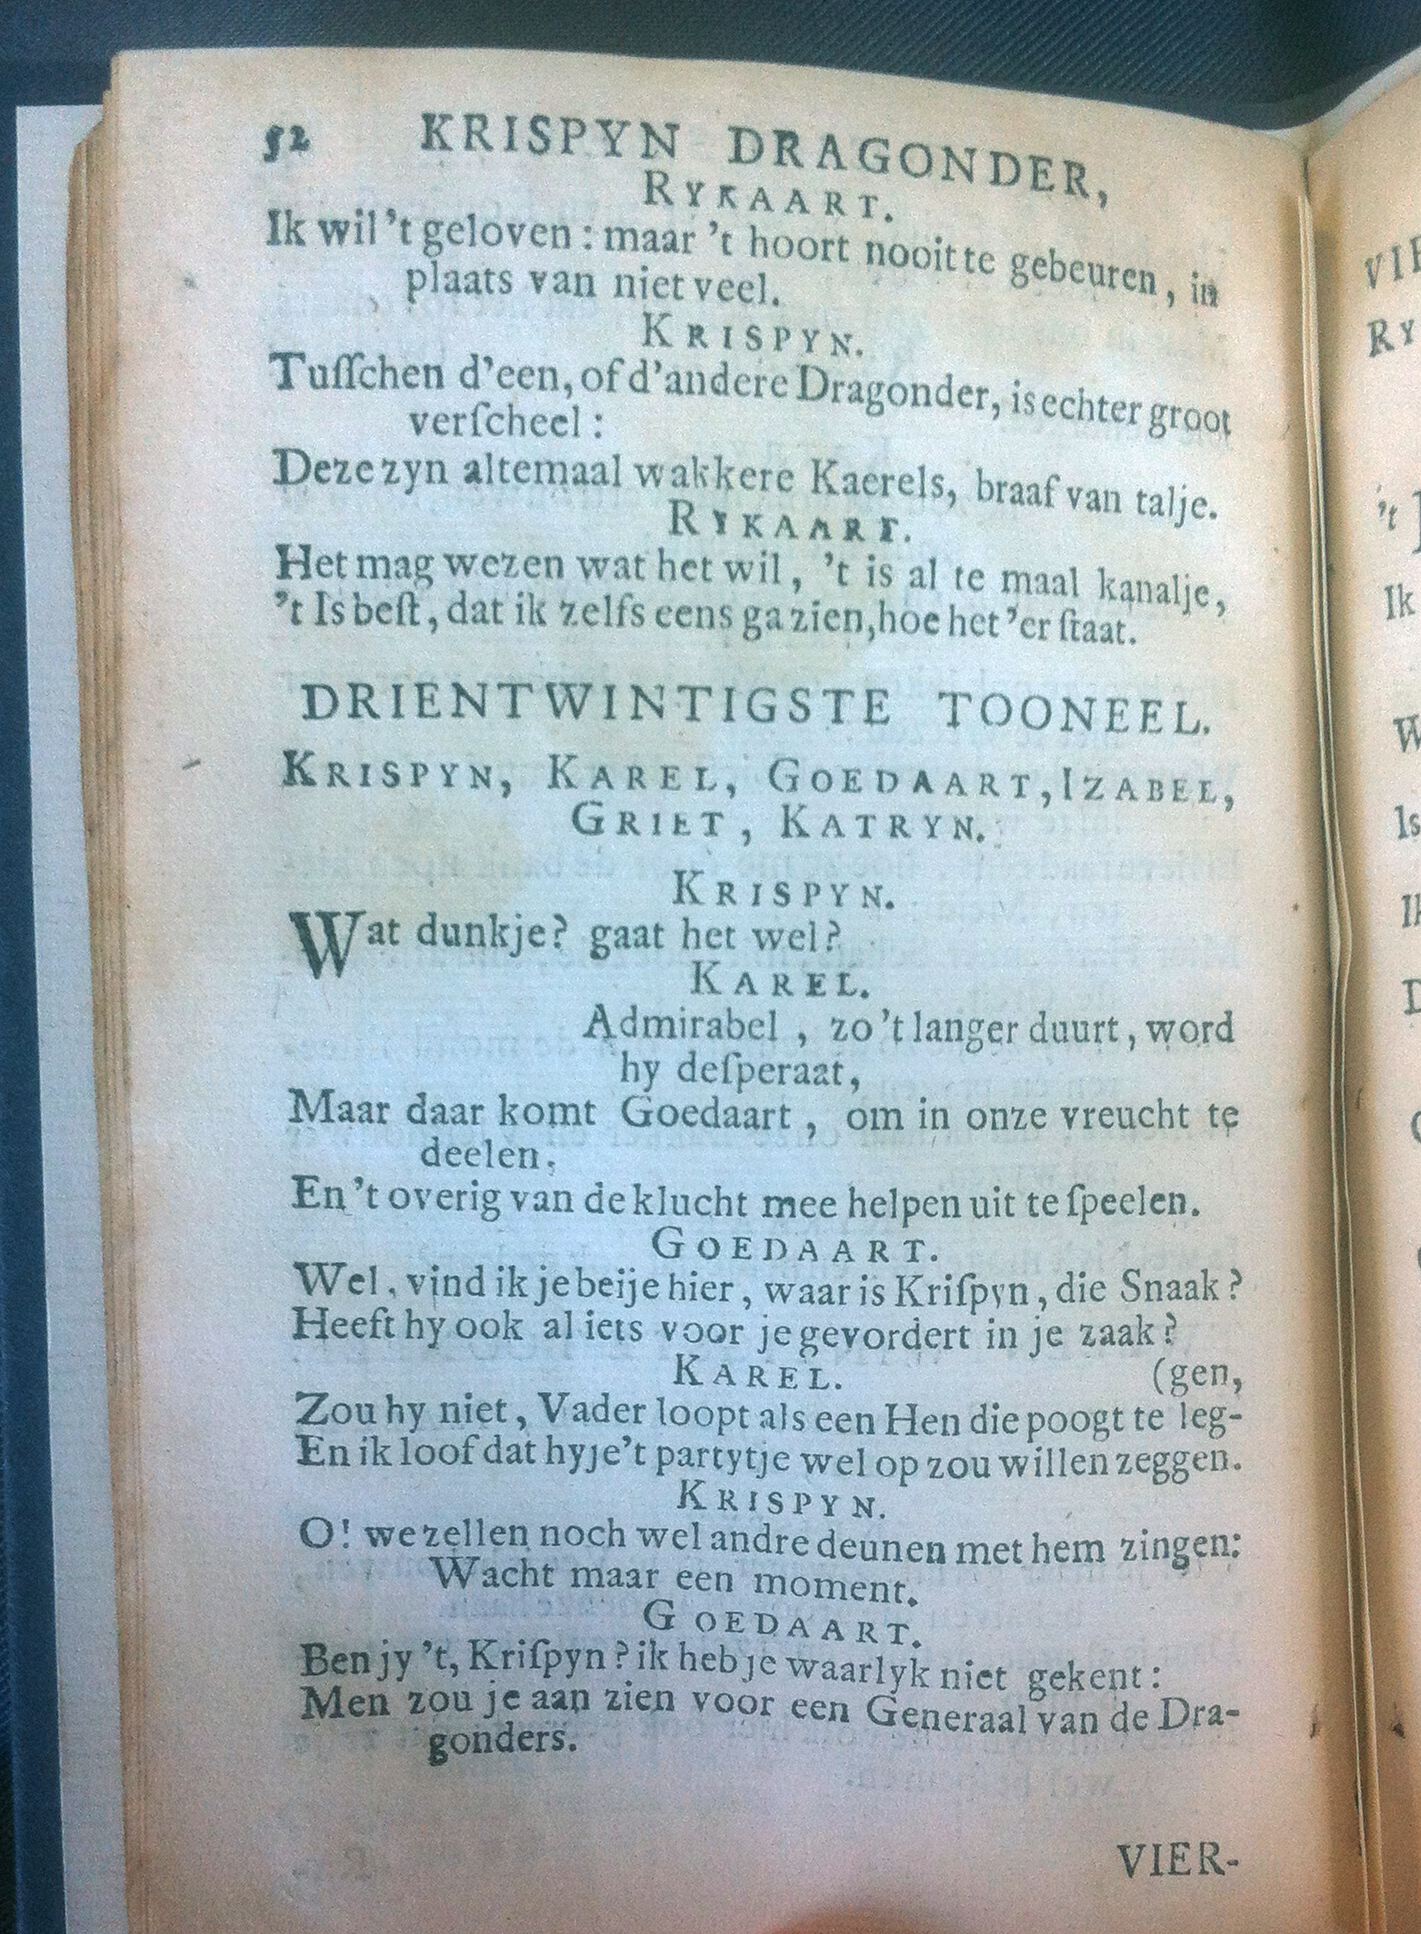 52 KRISPYN DRAGONDER,
RYKAART.
Ik wil 't geloven: maar 't hoort nooit te gebeuren, in
plaats van niet veel.
KRISPYN.
Tuſſchen d'een, of d'andere Dragonder, is echter groot
verſcheel:
Deze zyn altemaal wakkere Kaerels, braaf van talje.
RYKAART.
Het mag wezen wat het wil, 't is al te maal kanalje,
't Is beſt, dat ik zelfs eens ga zien, hoe het 'er ſtaat.
DRIENTWINTIGSTE TOONEEL.
KRISPYN, KAREL, GOEDAART, IZABEL,
GRIET, KATRYN.
KRISPYN.
Wat dunkje? gaat het wel?
KAREL.
Admirabel, zo 't langer duurt, word
hy deſperaat,
Maar daar komt Goedaart, om in onze vreucht te
deelen.
En 't overig van de klucht mee helpen uit te ſpeelen.
GOEDAART.
Wel, vind ik je beije hier, waar is Kriſpyn, die Snaak?
Heeft hy ook al iets voor je gevordert in je zaak?
KAREL. (gen,
Zou hy niet, Vader loopt als een Hen die poogt te leg-
En ik loof dat hy je 't partytje wel op zou willen zeggen.
KRISPYN.
O! we zellen noch wel andre deunen met hem zingen:
Wacht maar een moment.
GOEDAART.
Ben jy 't, Kriſpyn? ik heb je waarlyk niet gekent:
Men zou je aan zien voor een Generaal van de Dra-
gonders.
VIER-